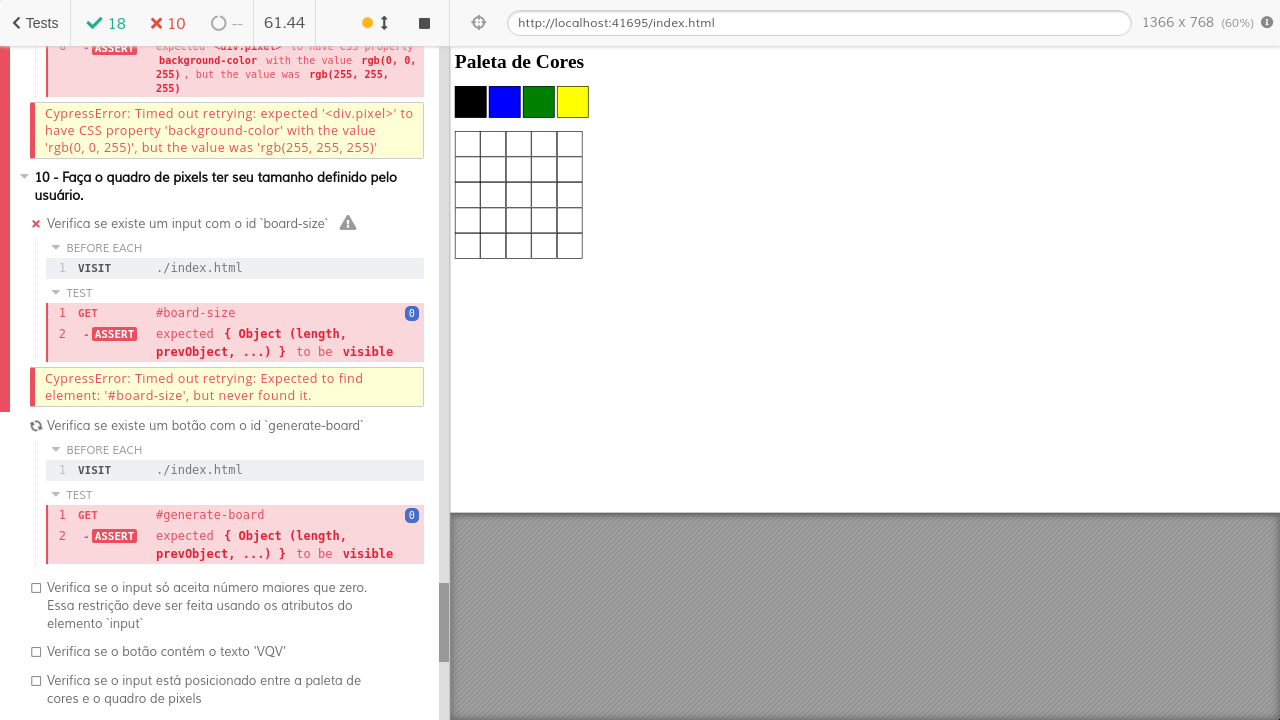 Tests
18
10
--
61.44
http://localhost:41695/index.html
1366 x 768 (60%)
- ASSERT expected <div.pixel> to have CSS property
background-color with the value rgb(0, 0,
255), but the value was rgb(255, 255,
255)
CypressError: Timed out retrying: expected '<div.pixel>' to
have CSS property 'background-color' with the value
'rgb(0, 0, 255)', but the value was 'rgb(255, 255, 255)'
10 - Faça o quadro de pixels ter seu tamanho definido pelo
usuário.
Verifica se existe um input com o id `board-size`
BEFORE EACH
1 VISIT ./index.html
TEST
1 GET #board-size 0
2 - ASSERT expected { Object (length,
prevObject, ...) } to be visible
CypressError: Timed out retrying: Expected to find
element: '#board-size', but never found it.
Verifica se existe um botão com o id `generate-board`
BEFORE EACH
1 VISIT ./index.html
TEST
1 GET #generate-board 0
2 - ASSERT expected { Object (length,
prevObject, ...) } to be visible
Verifica se o input só aceita número maiores que zero.
Essa restrição deve ser feita usando os atributos do
elemento `input`
Verifica se o botão contém o texto 'VQV'
Verifica se o input está posicionado entre a paleta de
cores e o quadro de pixels
Paleta de Cores